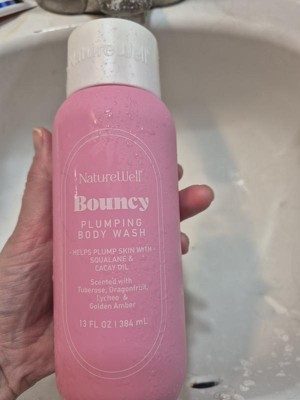 NatureWell
NatureWell
Bouncy
PLUMPING
BODY WASH
HELPS PLUMP SKIN WITH
SQUALANE &
CACAY OIL
Scented with
Tuberose, Dragonfruit,
Lychee &
Golden Amber
13 FL OZ | 384 mL